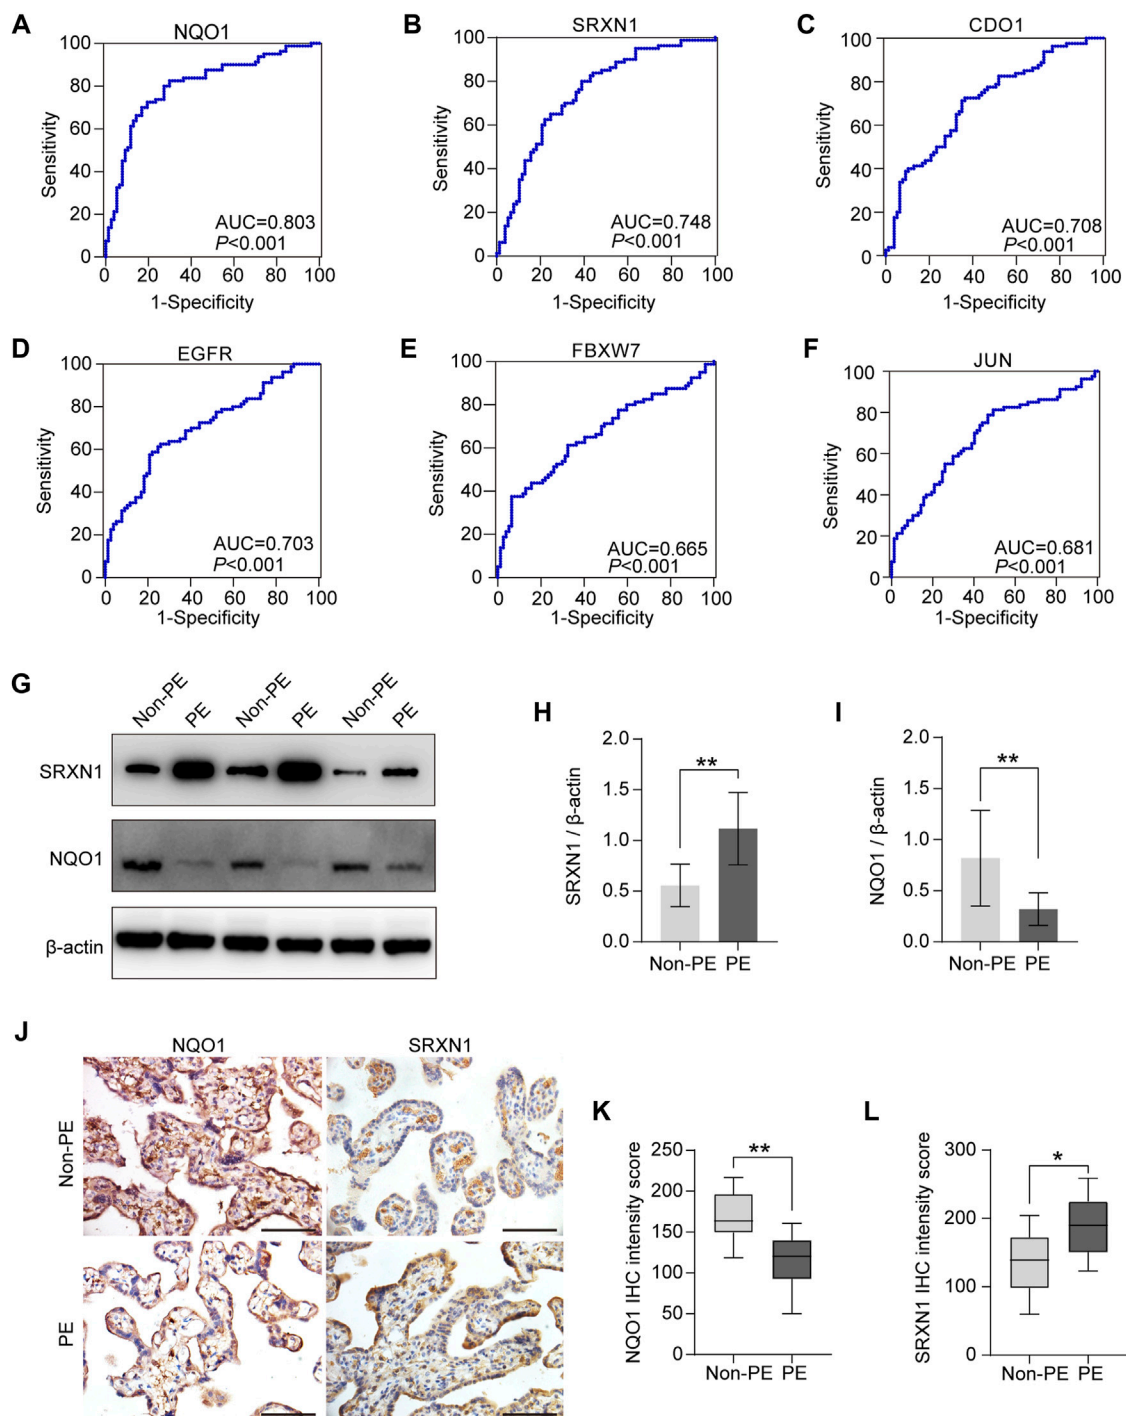 A
NQO1
100
80
60
40
20
0
Sensitivity
AUC=0.803
P<0.001
0 20 40 60 80 100
1-Specificity
B
SRXN1
100
80
60
40
20
0
Sensitivity
AUC=0.748
P<0.001
0 20 40 60 80 100
1-Specificity
C
CDO1
100
80
60
40
20
0
Sensitivity
AUC=0.708
P<0.001
0 20 40 60 80 100
1-Specificity
D
EGFR
100
80
60
40
20
0
Sensitivity
AUC=0.703
P<0.001
0 20 40 60 80 100
1-Specificity
E
FBXW7
100
80
60
40
20
0
Sensitivity
AUC=0.665
P<0.001
0 20 40 60 80 100
1-Specificity
F
JUN
100
80
60
40
20
0
Sensitivity
AUC=0.681
P<0.001
0 20 40 60 80 100
1-Specificity
G
Non-PE PE Non-PE PE Non-PE PE
SRXN1
NQO1
β-actin
H
2.0
1.5
1.0
0.5
0.0
SRXN1 / β-actin
**
Non-PE PE
I
2.0
1.5
1.0
0.5
0.0
NQO1 / β-actin
**
Non-PE PE
J
NQO1 SRXN1
Non-PE
PE
K
250
200
150
100
50
0
NQO1 IHC intensity score
**
Non-PE PE
L
300
200
100
0
SRXN1 IHC intensity score
*
Non-PE PE